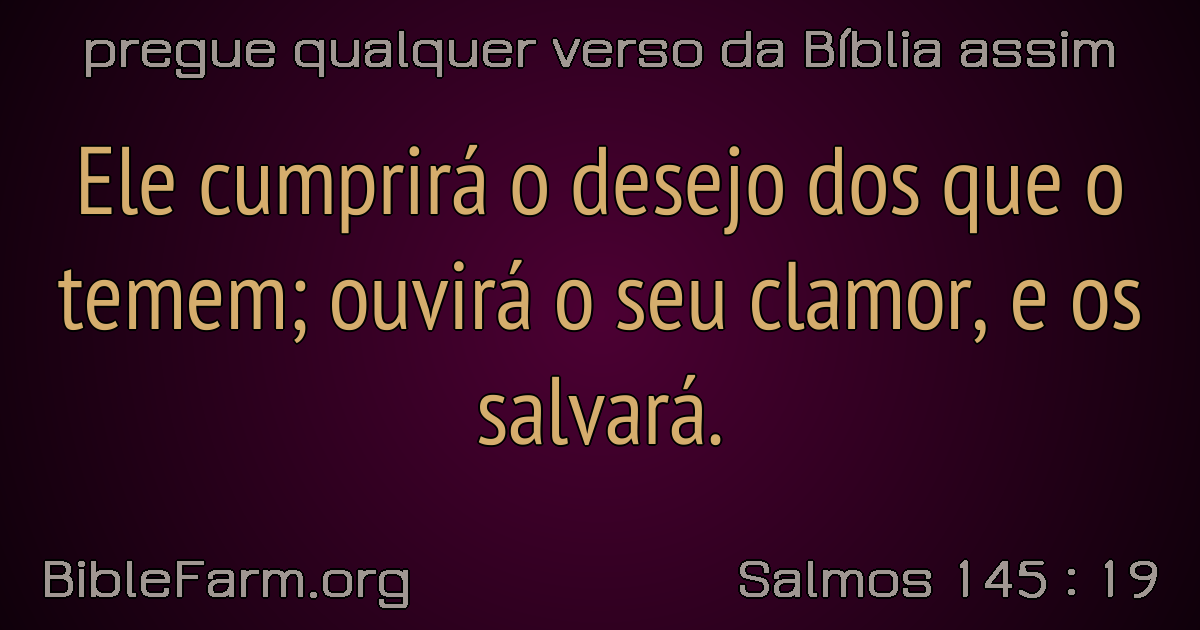 pregue qualquer verso da Bíblia assim
Ele cumprirá o desejo dos que o
temem; ouvirá o seu clamor, e os
salvará.
BibleFarm.org
Salmos 145 : 19